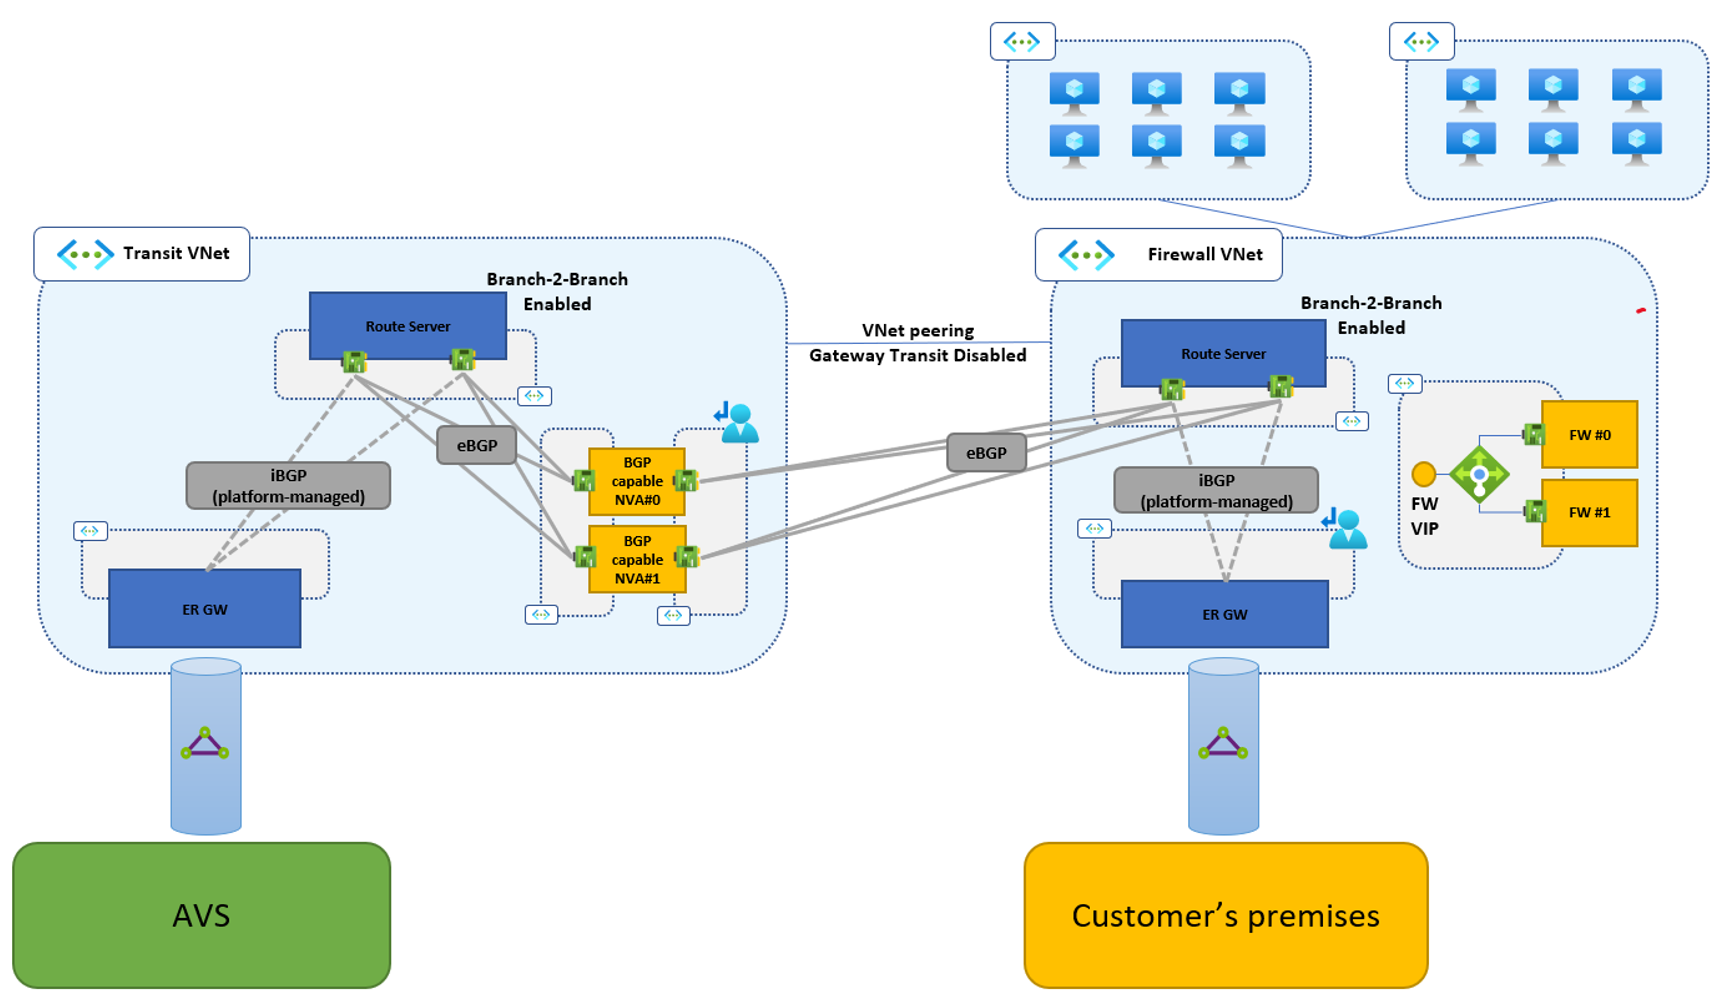 Transit VNet
Branch-2-Branch
Enabled
Route Server
eBGP
iBGP
(platform-managed)
BGP
capable
NVA#0
BGP
capable
NVA#1
ER GW
AVS
VNet peering
Gateway Transit Disabled
eBGP
Firewall VNet
Branch-2-Branch
Enabled
Route Server
iBGP
(platform-managed)
FW
VIP
FW #0
FW #1
ER GW
Customer’s premises